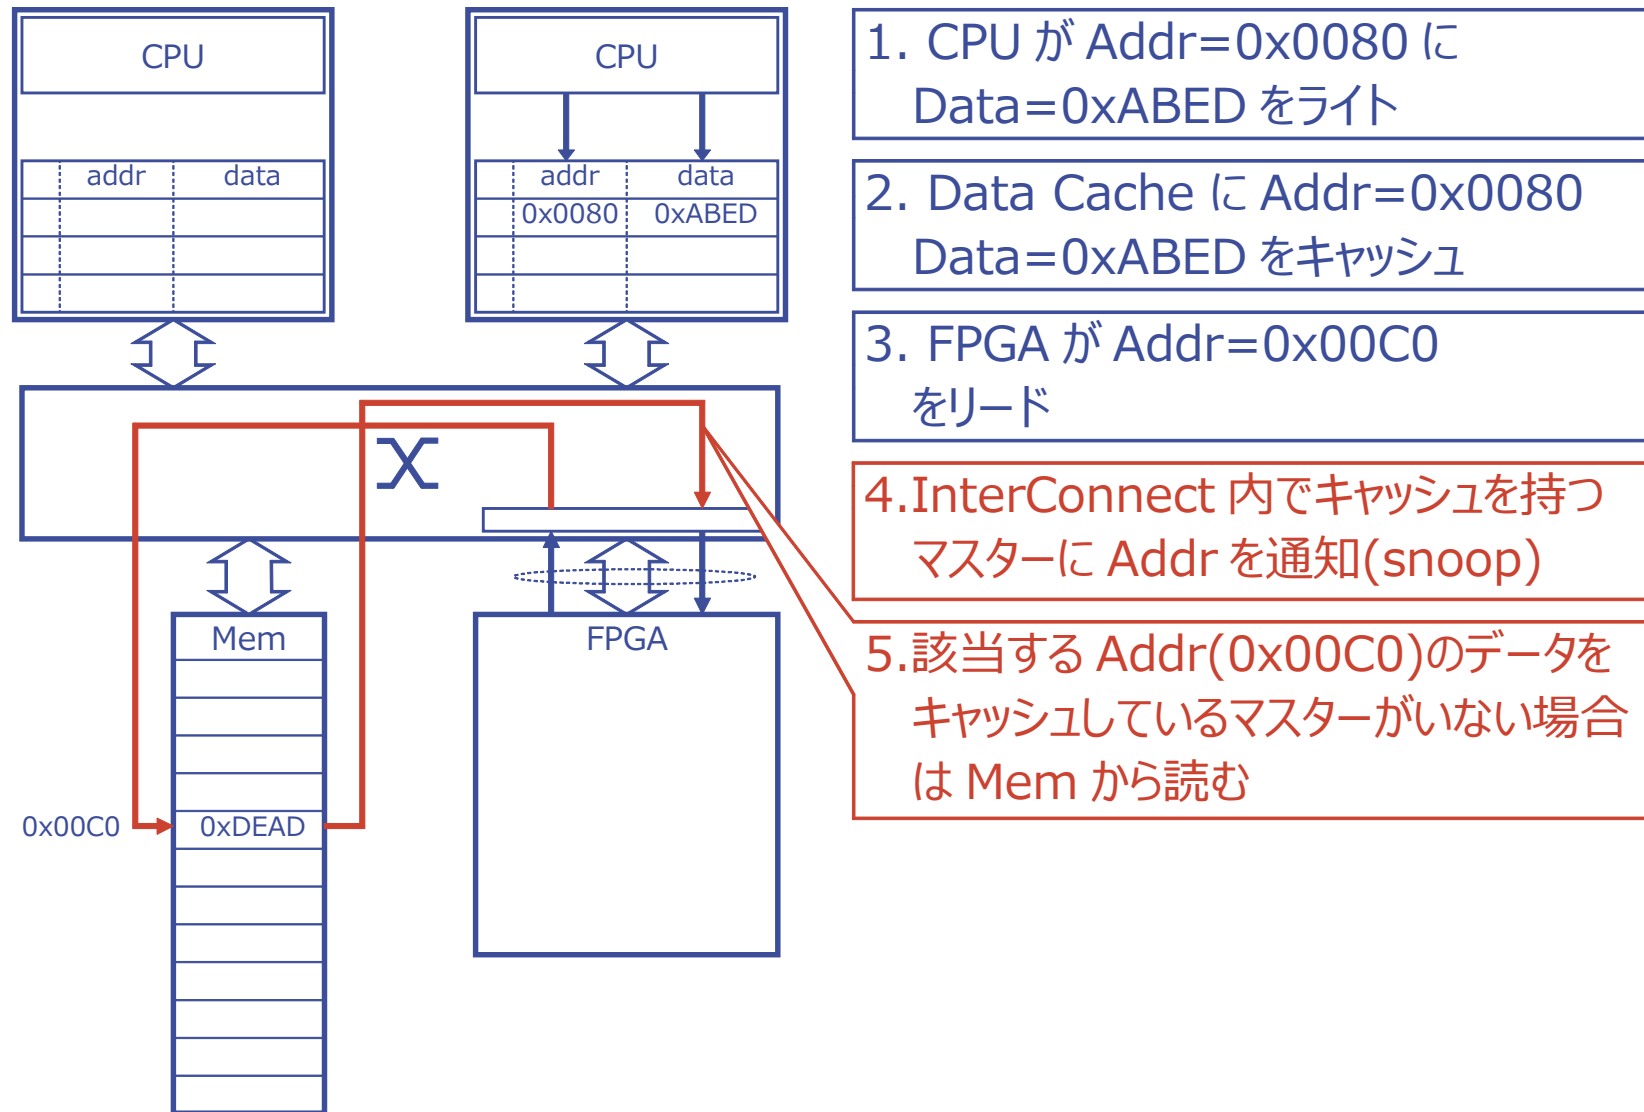 CPU
addr data
CPU
addr data
0x0080 0xABED
Mem
0x00C0 0xDEAD
FPGA
1. CPU が Addr=0x0080 に
Data=0xABED をライト
2. Data Cache に Addr=0x0080
Data=0xABED をキャッシュ
3. FPGA が Addr=0x00C0
をリード
4.InterConnect 内でキャッシュを持つ
マスターに Addr を通知(snoop)
5.該当する Addr(0x00C0)のデータを
キャッシュしているマスターがいない場合
は Mem から読む